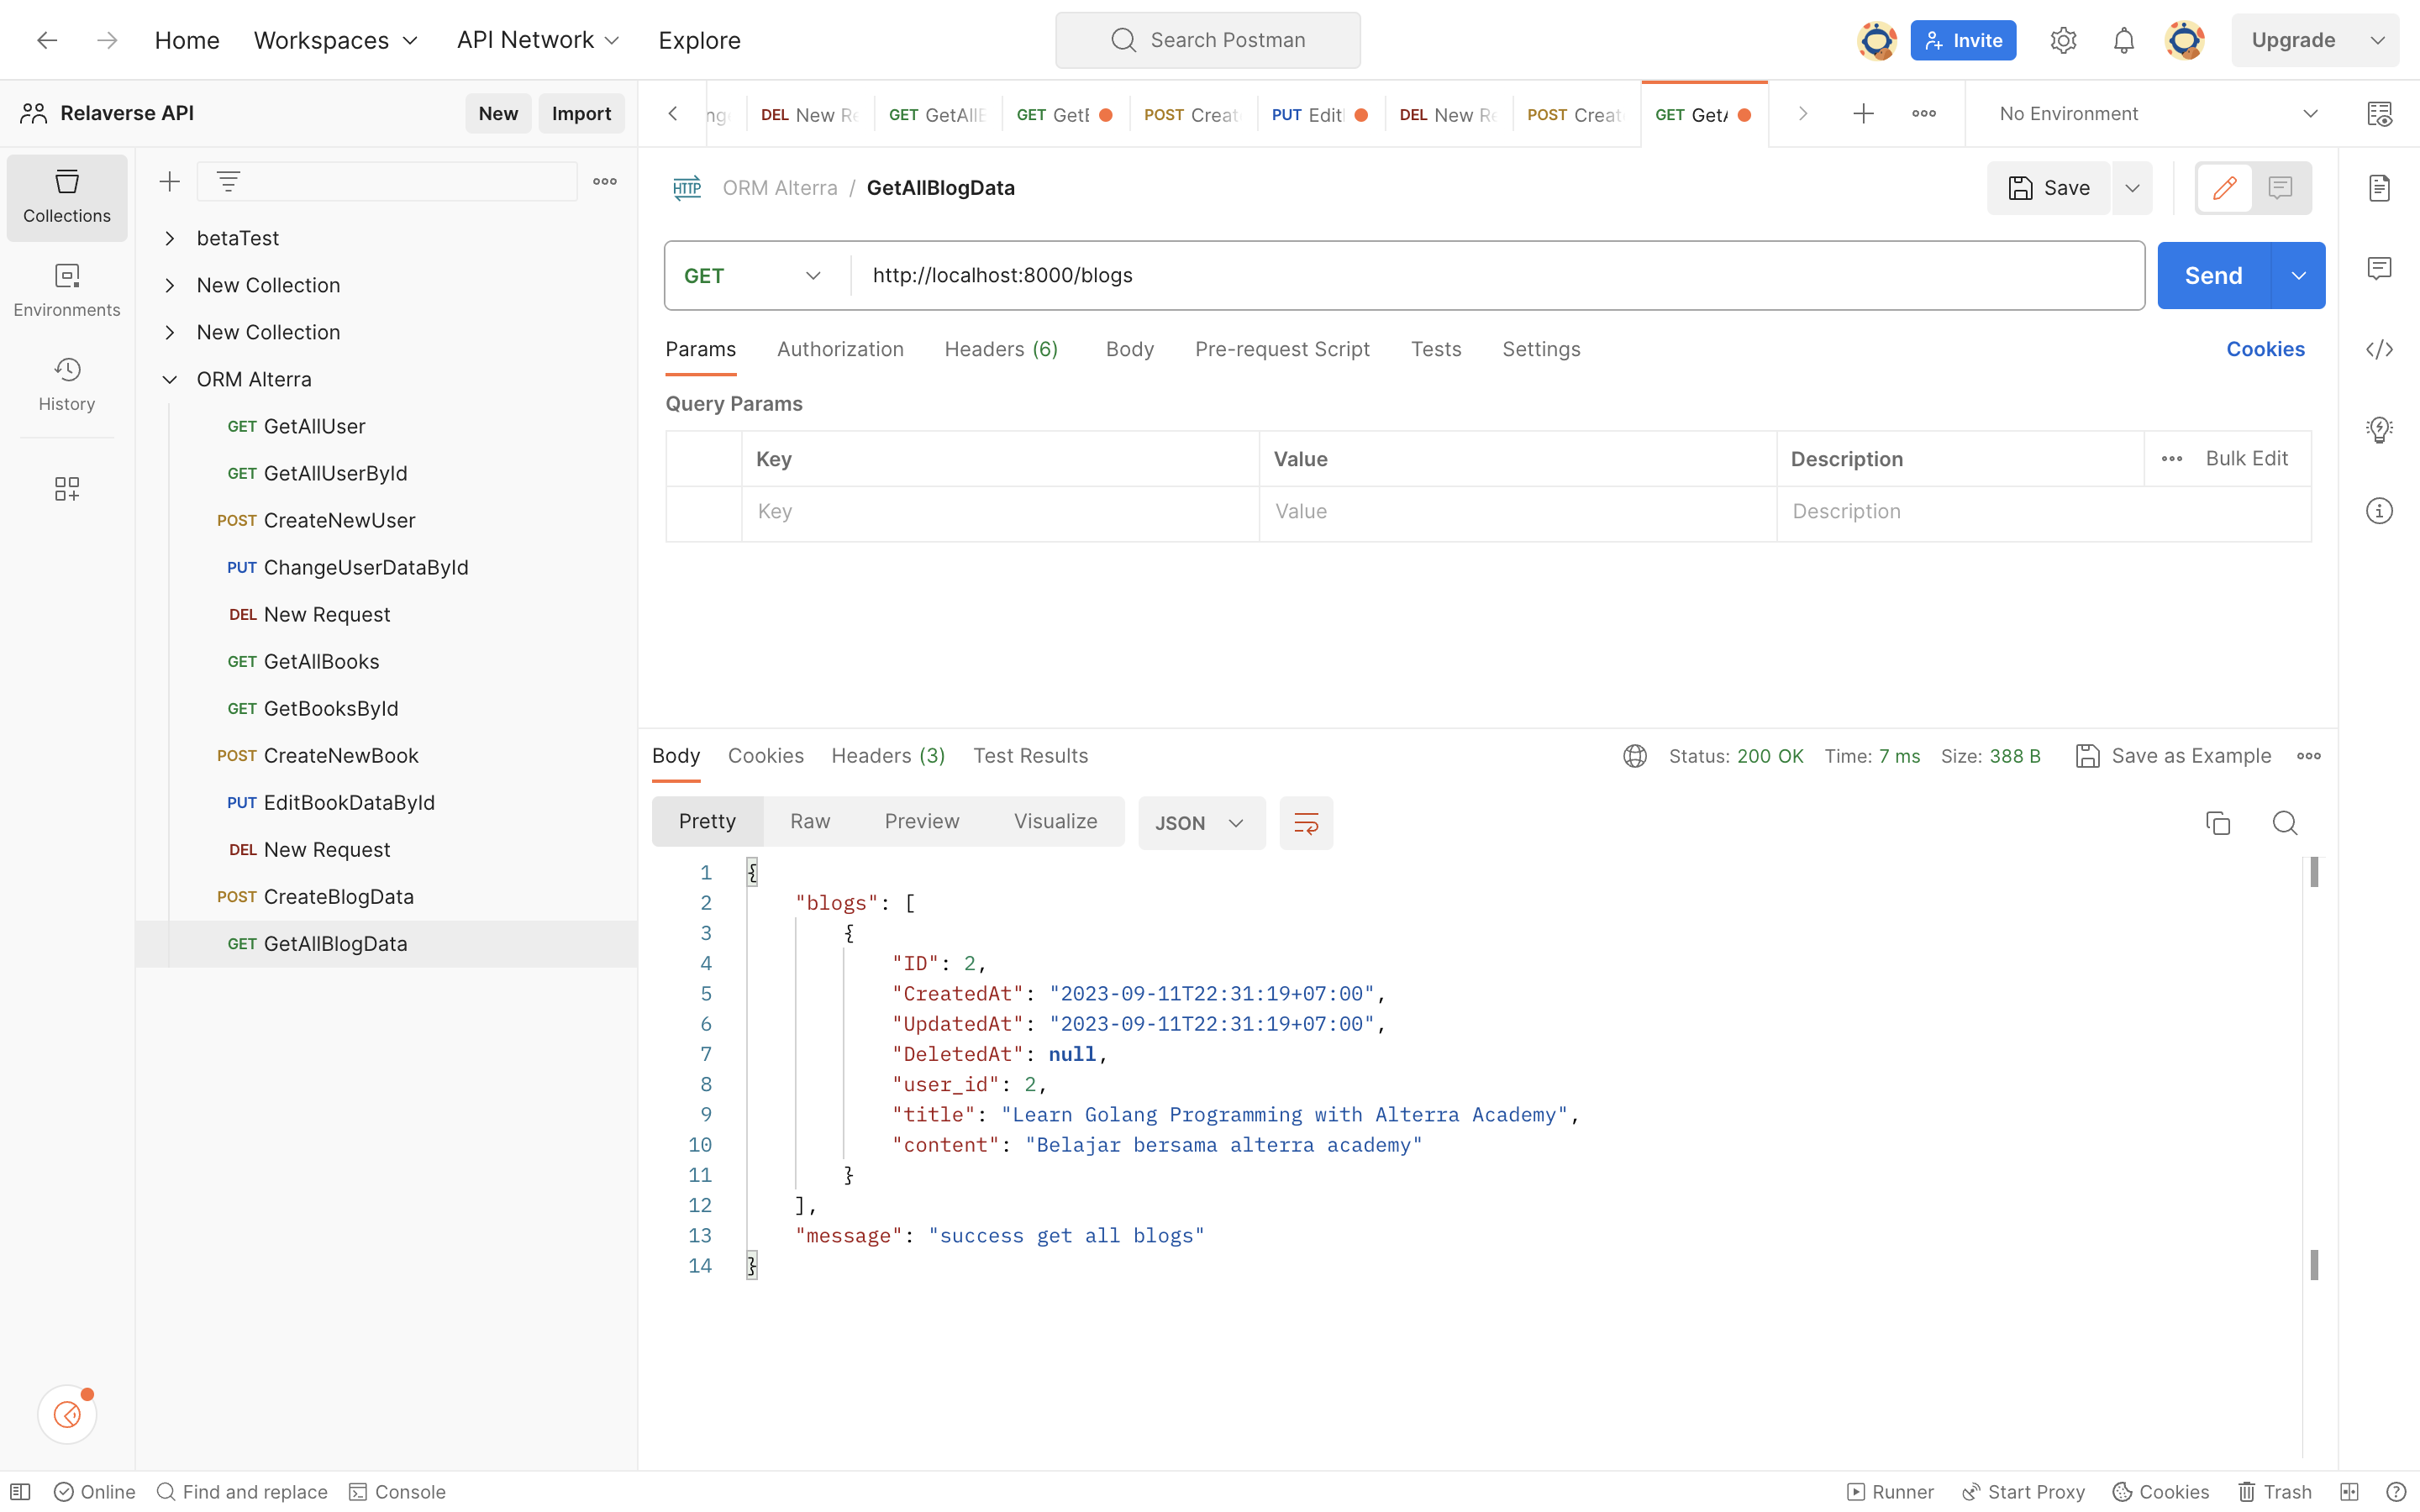 Home Workspaces API Network Explore Search Postman Invite Upgrade
Relaverse API New Import
DEL New Re GET GetAllE GET GetE POST Creat PUT Edit DEL New Re POST Creat GET GetA No Environment
Collections
Environments
History
betaTest
New Collection
New Collection
ORM Alterra
GET GetAllUser
GET GetAllUserById
POST CreateNewUser
PUT ChangeUserDataById
DEL New Request
GET GetAllBooks
GET GetBooksById
POST CreateNewBook
PUT EditBookDataById
DEL New Request
POST CreateBlogData
GET GetAllBlogData
HTTP ORM Alterra / GetAllBlogData Save
GET http://localhost:8000/blogs Send
Params Authorization Headers (6) Body Pre-request Script Tests Settings Cookies
Query Params
Key Value Description Bulk Edit
Key Value Description
Body Cookies Headers (3) Test Results Status: 200 OK Time: 7 ms Size: 388 B Save as Example
Pretty Raw Preview Visualize JSON
1 {
2 "blogs": [
3 {
4 "ID": 2,
5 "CreatedAt": "2023-09-11T22:31:19+07:00",
6 "UpdatedAt": "2023-09-11T22:31:19+07:00",
7 "DeletedAt": null,
8 "user_id": 2,
9 "title": "Learn Golang Programming with Alterra Academy",
10 "content": "Belajar bersama alterra academy"
11 }
12 ],
13 "message": "success get all blogs"
14 }
Online Find and replace Console Runner Start Proxy Cookies Trash